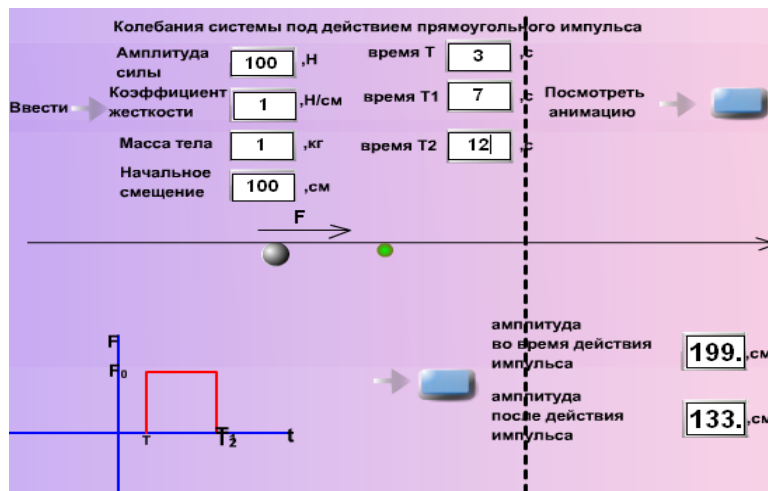 Колебания системы под действием прямоугольного импульса
Амплитуда силы 100 ,Н время T 3 ,с
Ввести Коэффициент жесткости 1 ,Н/см время T1 7 ,с Посмотреть анимацию
Масса тела 1 ,кг время T2 12 ,с
Начальное смещение 100 ,см
F
F
F₀
T
t
амплитуда
во время действия
импульса
199. ,см
амплитуда
после действия
импульса
133. ,см